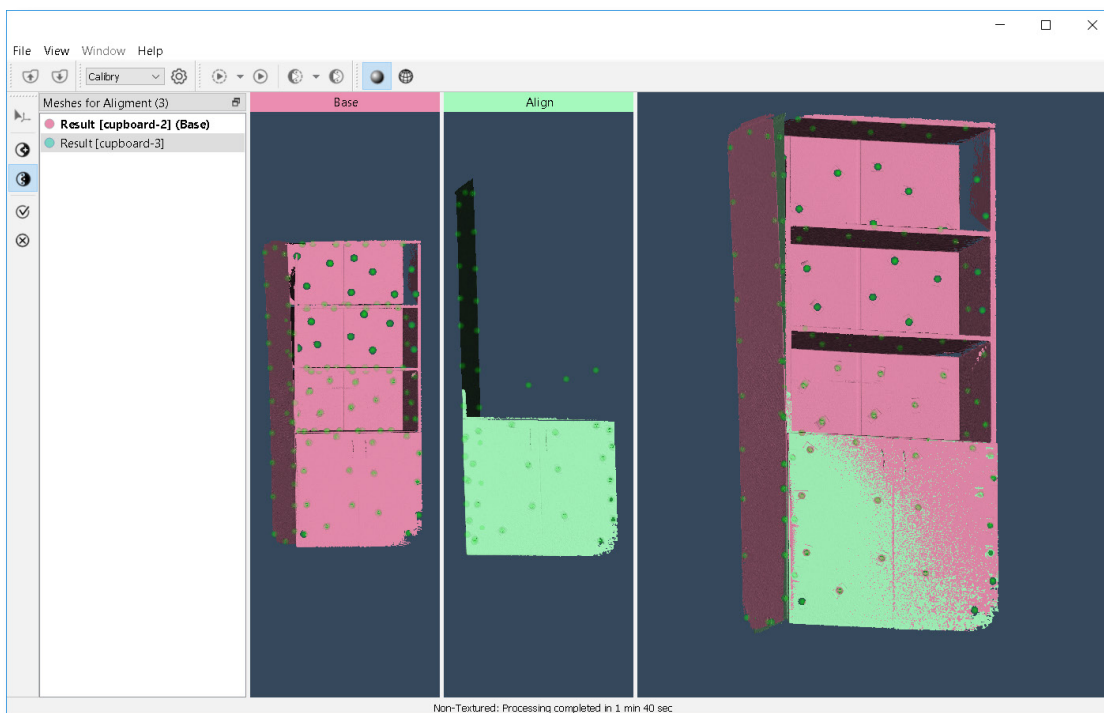 File View Window Help
Calibry
Meshes for Aligment (3)
Base
Align
Result [cupboard-2] (Base)
Result [cupboard-3]
Non-Textured: Processing completed in 1 min 40 sec